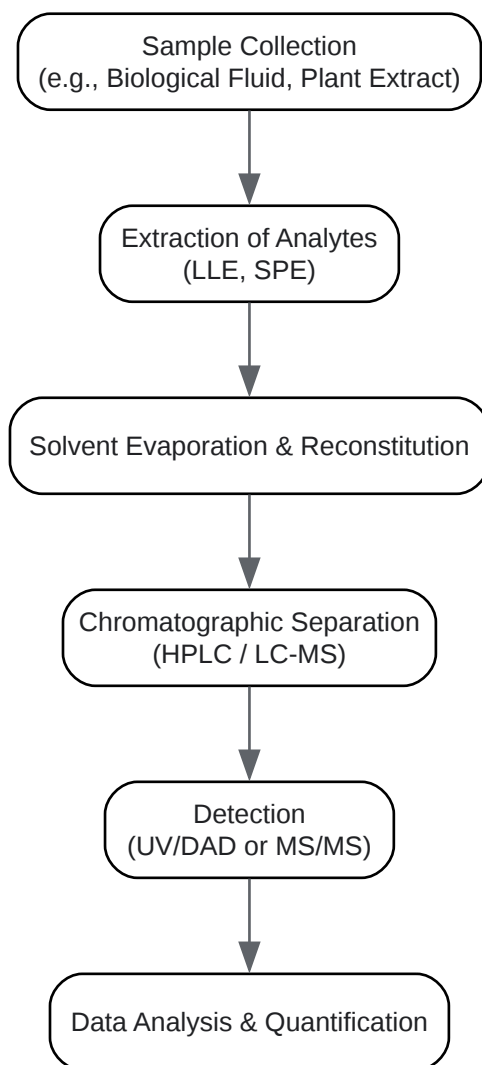 Sample Collection
(e.g., Biological Fluid, Plant Extract)
Extraction of Analytes
(LLE, SPE)
Solvent Evaporation & Reconstitution
Chromatographic Separation
(HPLC / LC-MS)
Detection
(UV/DAD or MS/MS)
Data Analysis & Quantification